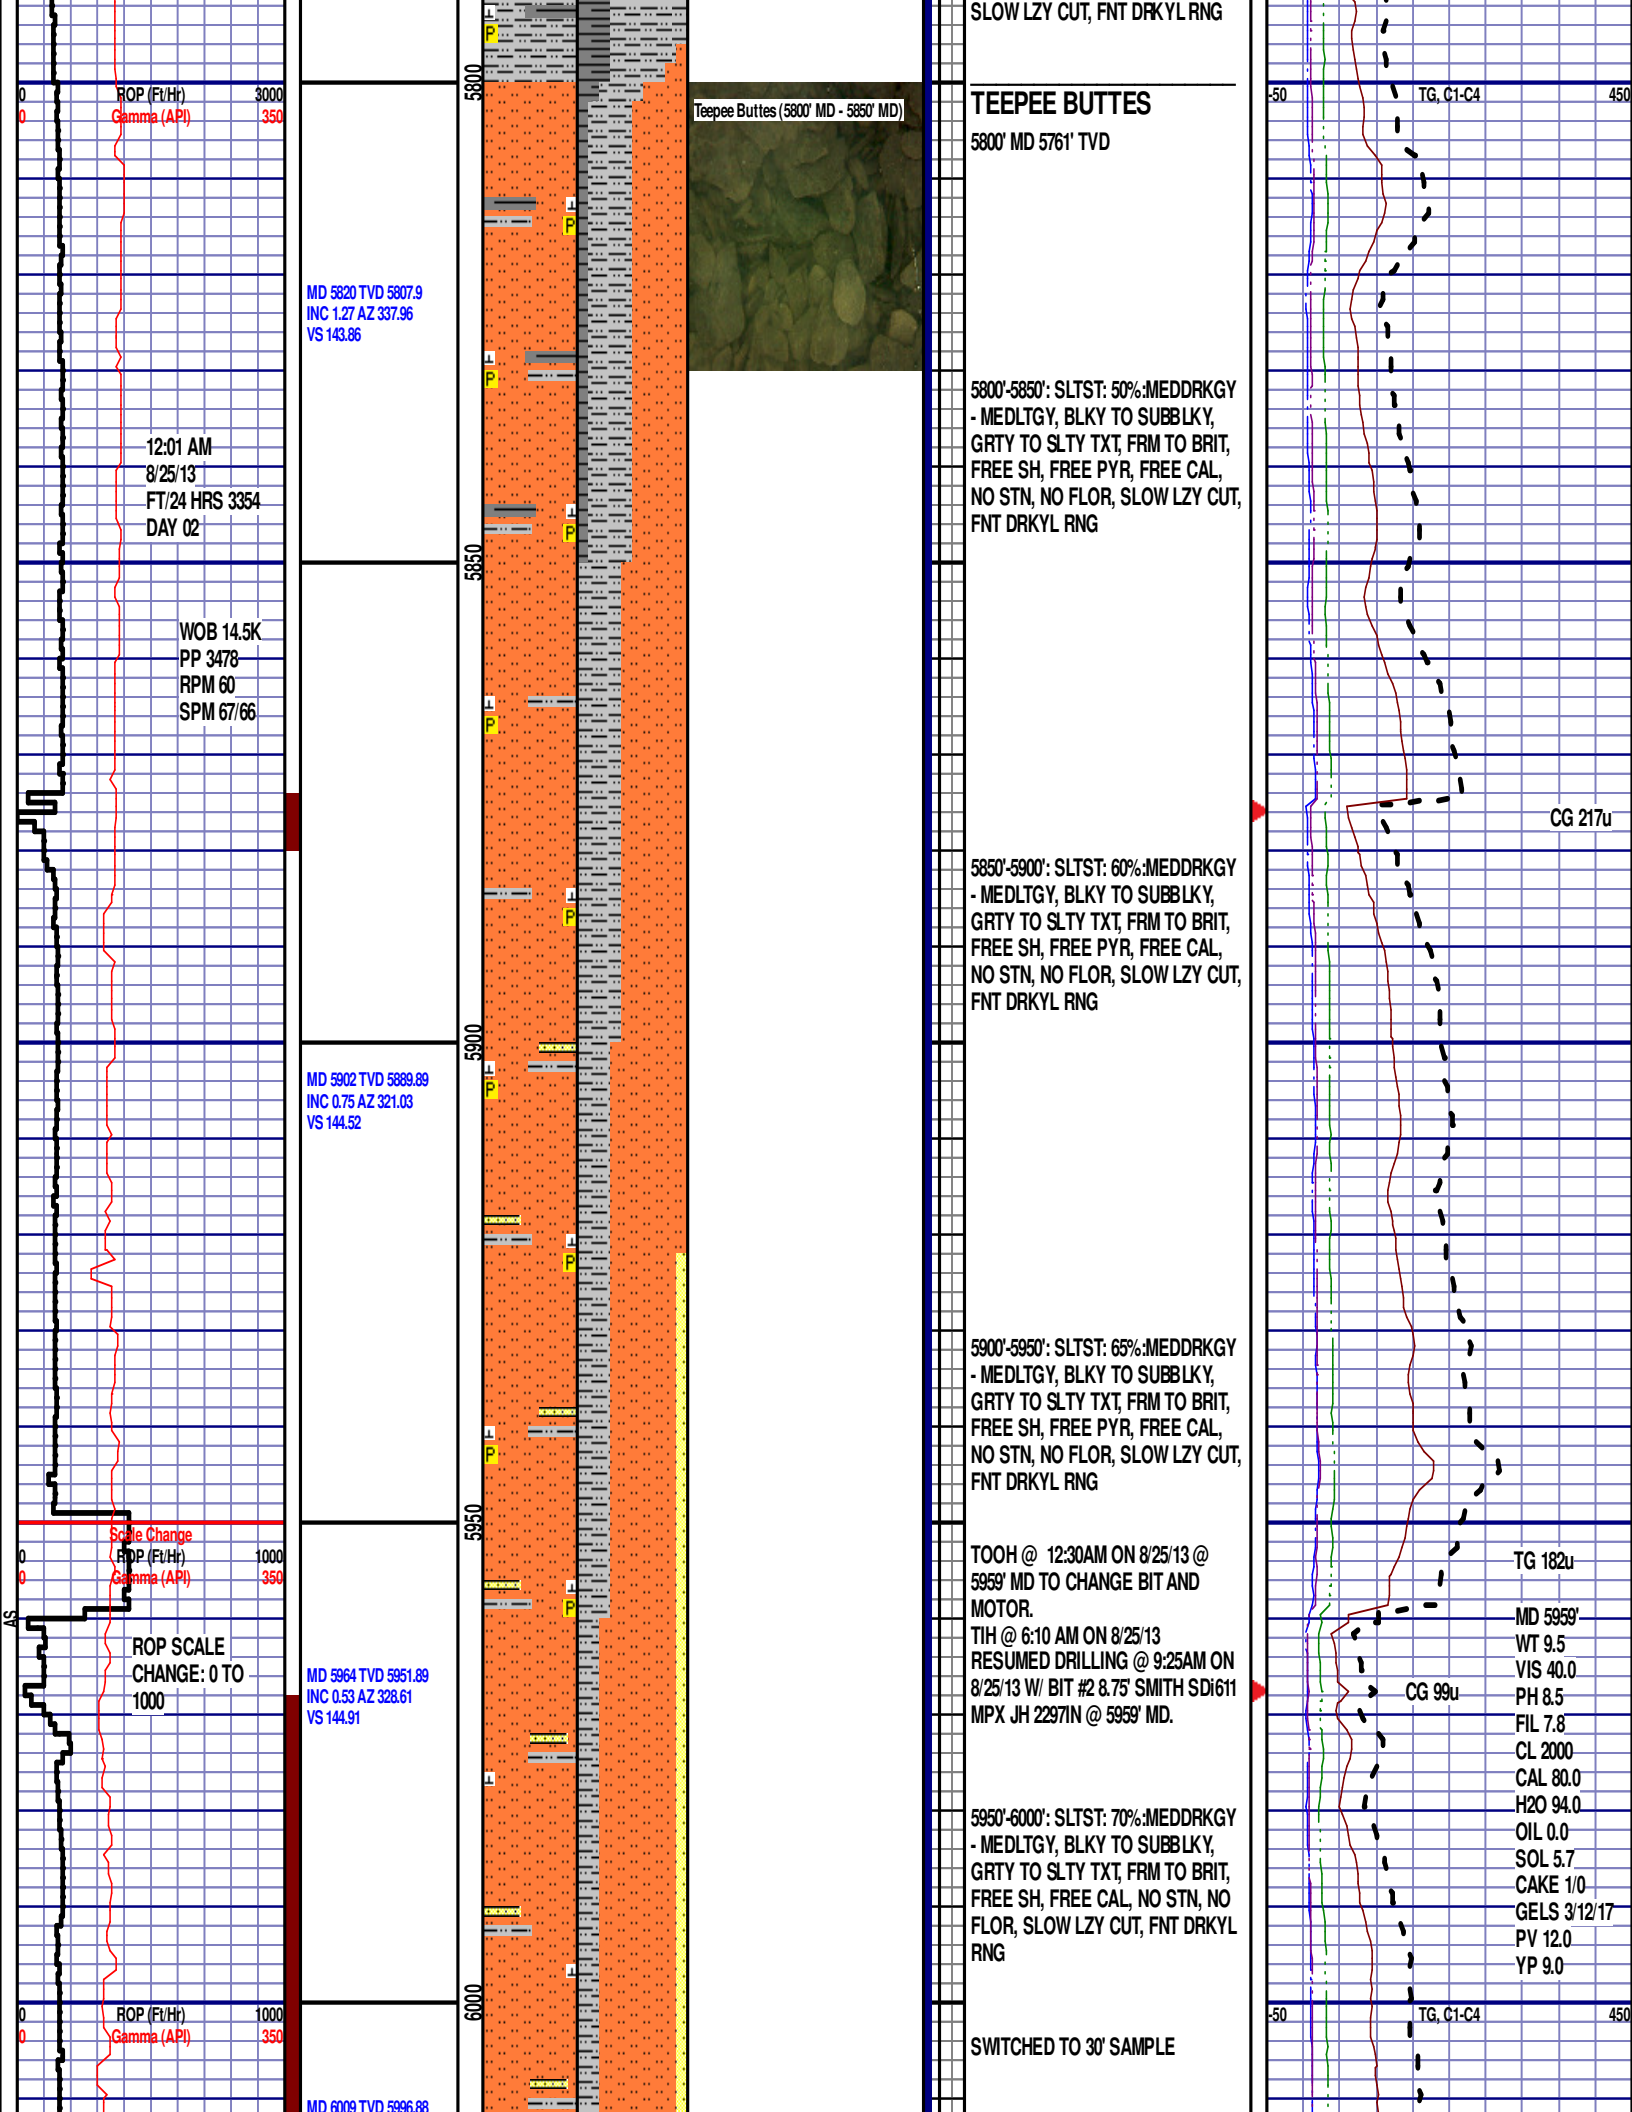 SLOW LZY CUT, FNT DRKYL RNG
P
5800
0 ROP (Ft/Hr) 3000
0 Gamma (API) 350
Teepee Buttes (5800' MD - 5850' MD)
TEEPEE BUTTES
5800' MD 5761' TVD
-50 TG, C1-C4 450
P
MD 5820 TVD 5807.9
INC 1.27 AZ 337.96
VS 143.86
P
5800'-5850': SLTST: 50%:MEDDRKGY
- MEDLTGY, BLKY TO SUBBLKY,
GRTY TO SLTY TXT, FRM TO BRIT,
FREE SH, FREE PYR, FREE CAL,
NO STN, NO FLOR, SLOW LZY CUT,
FNT DRKYL RNG
12:01 AM
8/25/13
FT/24 HRS 3354
DAY 02
P
5850
WOB 14.5K
PP 3478
RPM 60
SPM 67/66
P
CG 217u
5850'-5900': SLTST: 60%:MEDDRKGY
- MEDLTGY, BLKY TO SUBBLKY,
GRTY TO SLTY TXT, FRM TO BRIT,
FREE SH, FREE PYR, FREE CAL,
NO STN, NO FLOR, SLOW LZY CUT,
FNT DRKYL RNG
P
5900
MD 5902 TVD 5889.89
INC 0.75 AZ 321.03
VS 144.52
P
P
5900'-5950': SLTST: 65%:MEDDRKGY
- MEDLTGY, BLKY TO SUBBLKY,
GRTY TO SLTY TXT, FRM TO BRIT,
FREE SH, FREE PYR, FREE CAL,
NO STN, NO FLOR, SLOW LZY CUT,
FNT DRKYL RNG
P
5950
Scale Change
0 ROP (Ft/Hr) 1000
0 Gamma (API) 350
AS
ROP SCALE
CHANGE: 0 TO
1000
P
TOOH @ 12:30AM ON 8/25/13 @
5959' MD TO CHANGE BIT AND
MOTOR.
TIH @ 6:10 AM ON 8/25/13
RESUMED DRILLING @ 9:25AM ON
8/25/13 W/ BIT #2 8.75' SMITH SDi611
MPX JH 2297IN @ 5959' MD.
TG 182u
MD 5959'
WT 9.5
VIS 40.0
PH 8.5
FIL 7.8
CL 2000
CAL 80.0
H2O 94.0
OIL 0.0
SOL 5.7
CAKE 1/0
GELS 3/12/17
PV 12.0
YP 9.0
CG 99u
MD 5964 TVD 5951.89
INC 0.53 AZ 328.61
VS 144.91
5950'-6000': SLTST: 70%:MEDDRKGY
- MEDLTGY, BLKY TO SUBBLKY,
GRTY TO SLTY TXT, FRM TO BRIT,
FREE SH, FREE CAL, NO STN, NO
FLOR, SLOW LZY CUT, FNT DRKYL
RNG
6000
0 ROP (Ft/Hr) 1000
0 Gamma (API) 350
-50 TG, C1-C4 450
SWITCHED TO 30' SAMPLE
MD 6009 TVD 5996.88